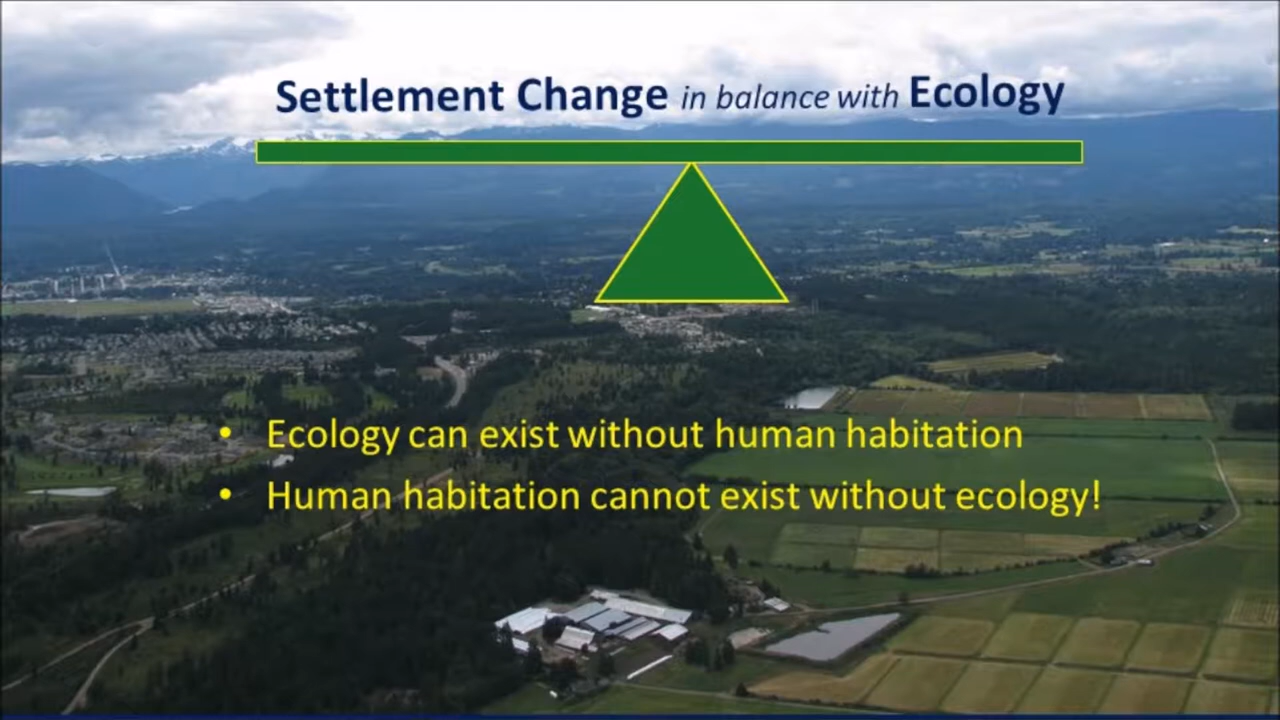 Settlement Change in balance with Ecology
• Ecology can exist without human habitation
• Human habitation cannot exist without ecology!